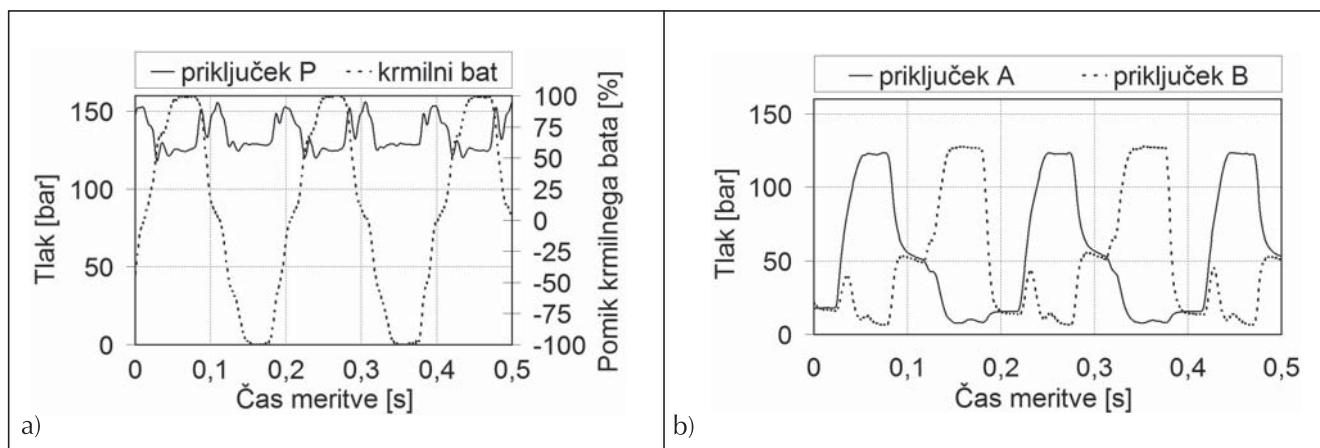 priključek P krmilni bat
150
100
50
0
Tlak [bar]
100
75
50
25
0
-25
-50
-75
-100
Pomik krmilnega bata [%]
0 0,1 0,2 0,3 0,4 0,5
Čas meritve [s]
a)
priključek A priključek B
150
100
50
0
Tlak [bar]
0 0,1 0,2 0,3 0,4 0,5
Čas meritve [s]
b)